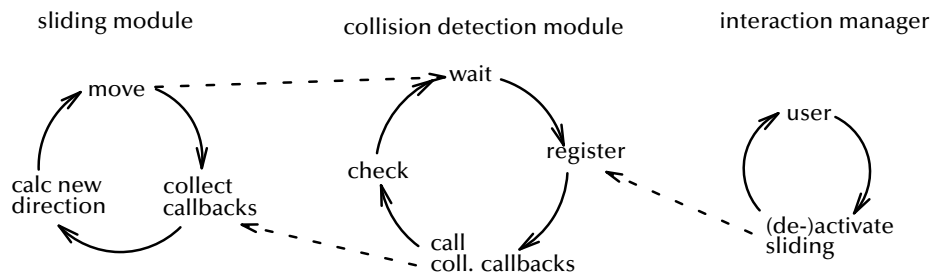 sliding module
collision detection module
interaction manager
move
wait
user
register
check
calc new
direction
collect
callbacks
(de-)activate
sliding
call
coll. callbacks